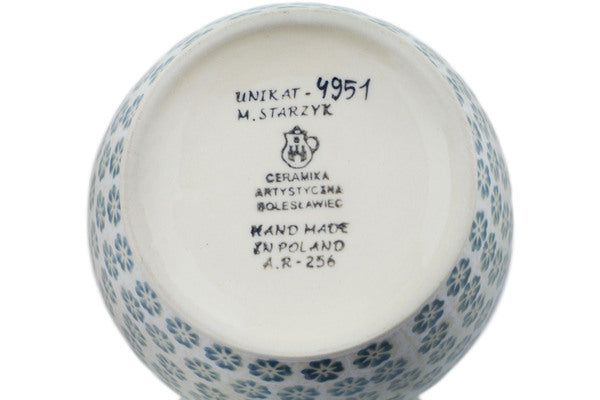 UNIKAT - 4951
M. STARZYK
CERAMIKA
ARTYSTYCZNA
BOLESŁAWIEC
HAND MADE
IN POLAND
A.R - 256